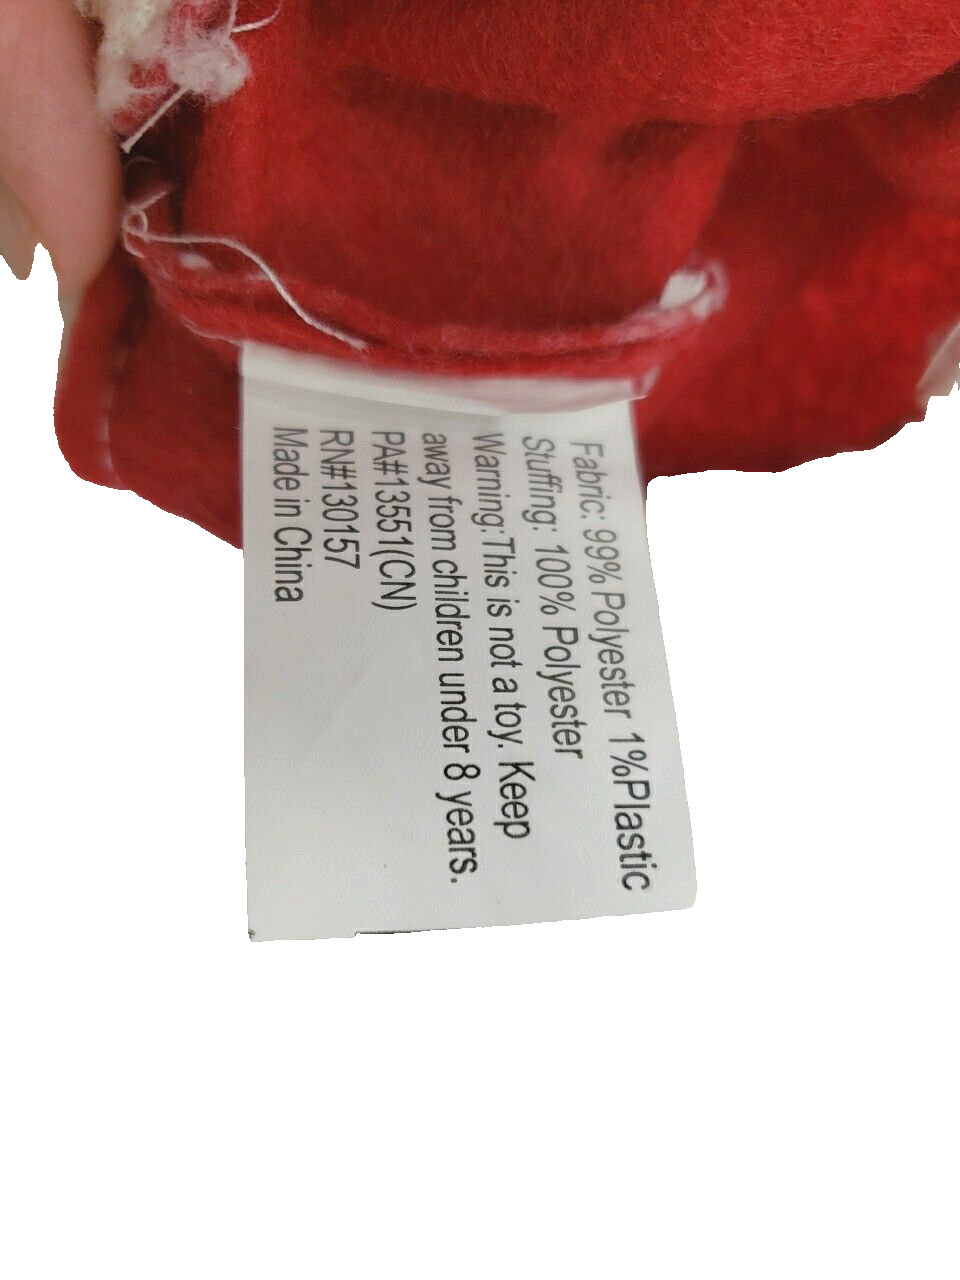 Fabric: 99% Polyester 1%Plastic
Stuffing: 100% Polyester
Warning:This is not a toy. Keep
away from children under 8 years.
PA#13551(CN)
RN#130157
Made in China